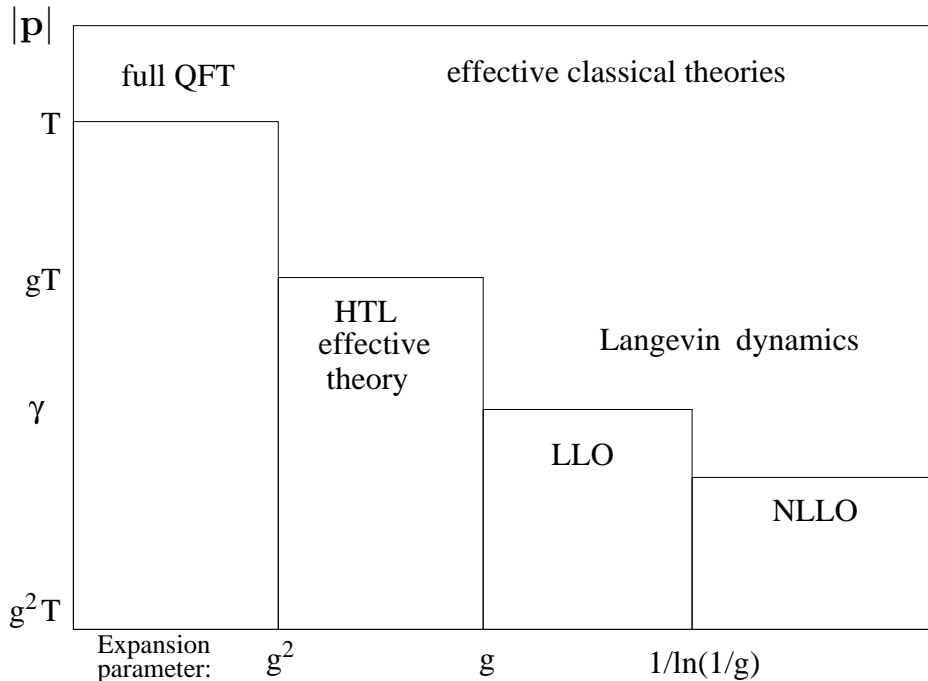 |p|
full QFT
effective classical theories
T
gT
HTL
effective
theory
Langevin dynamics
γ
LLO
NLLO
g²T
Expansion
parameter:
g²
g
1/ln(1/g)